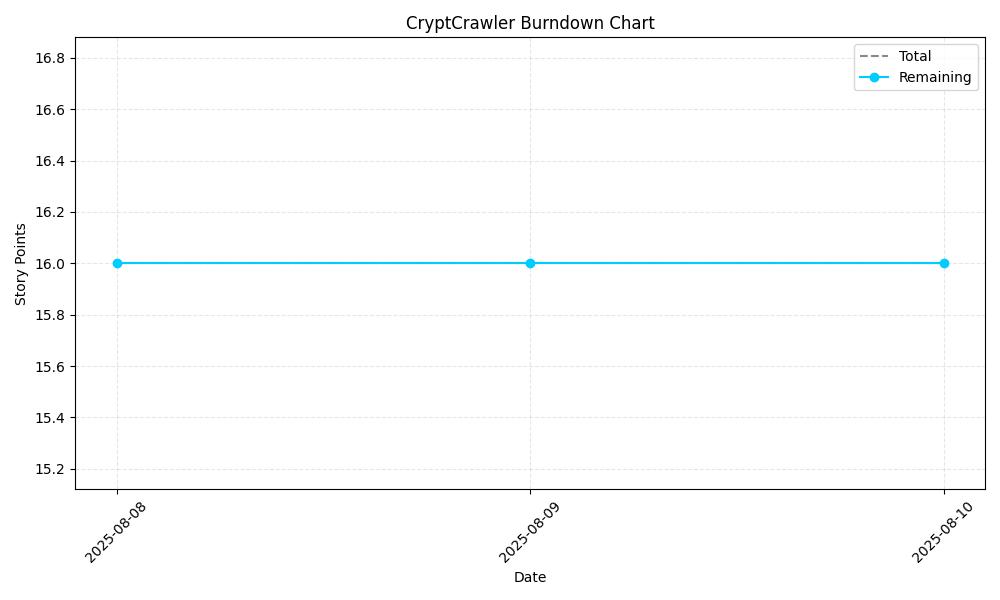 CryptCrawler Burndown Chart
Total
Remaining
Story Points
16.8
16.6
16.4
16.2
16.0
15.8
15.6
15.4
15.2
2025-08-08
2025-08-09
2025-08-10
Date